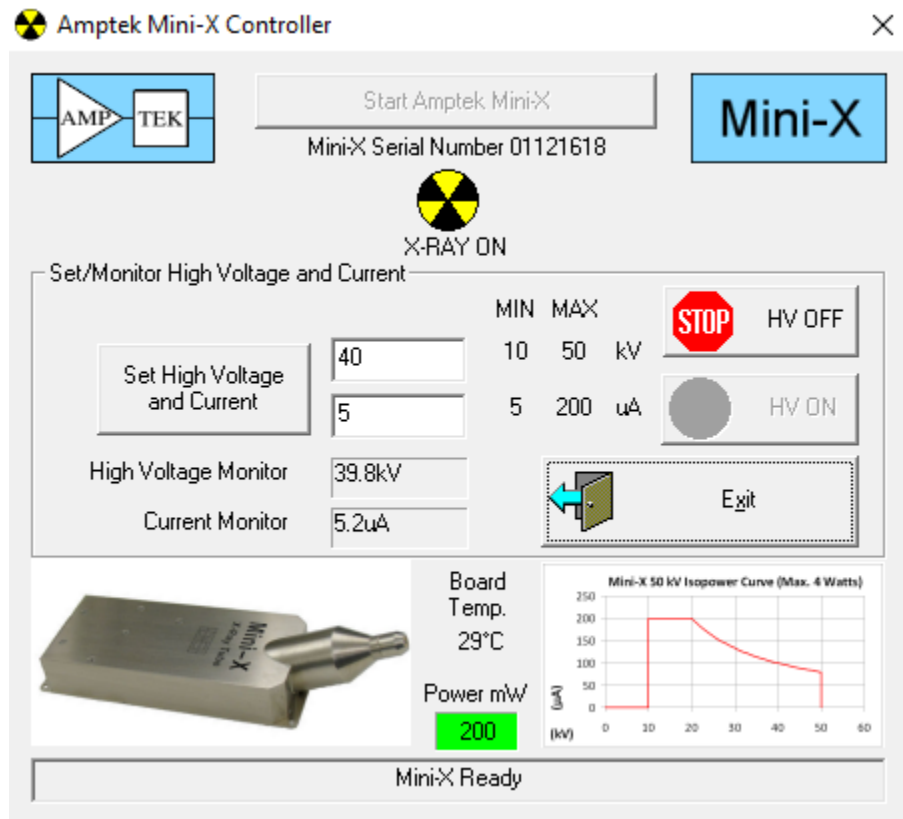 Amptek Mini-X Controller
AMP TEK
Start Amptek Mini-X
Mini-X
Mini-X Serial Number 01121618
X-RAY ON
Set/Monitor High Voltage and Current
MIN MAX
STOP HV OFF
Set High Voltage
and Current
40
10 50 kV
5
5 200 uA
HV ON
High Voltage Monitor 39.8kV
Current Monitor 5.2uA
Exit
Mini-X
X-Ray Tube
Board
Temp.
29°C
Power mW
200
Mini-X 50 kV Isopower Curve (Max. 4 Watts)
250
200
150
100
50
0
(μA)
(kV)
0 10 20 30 40 50 60
Mini-X Ready